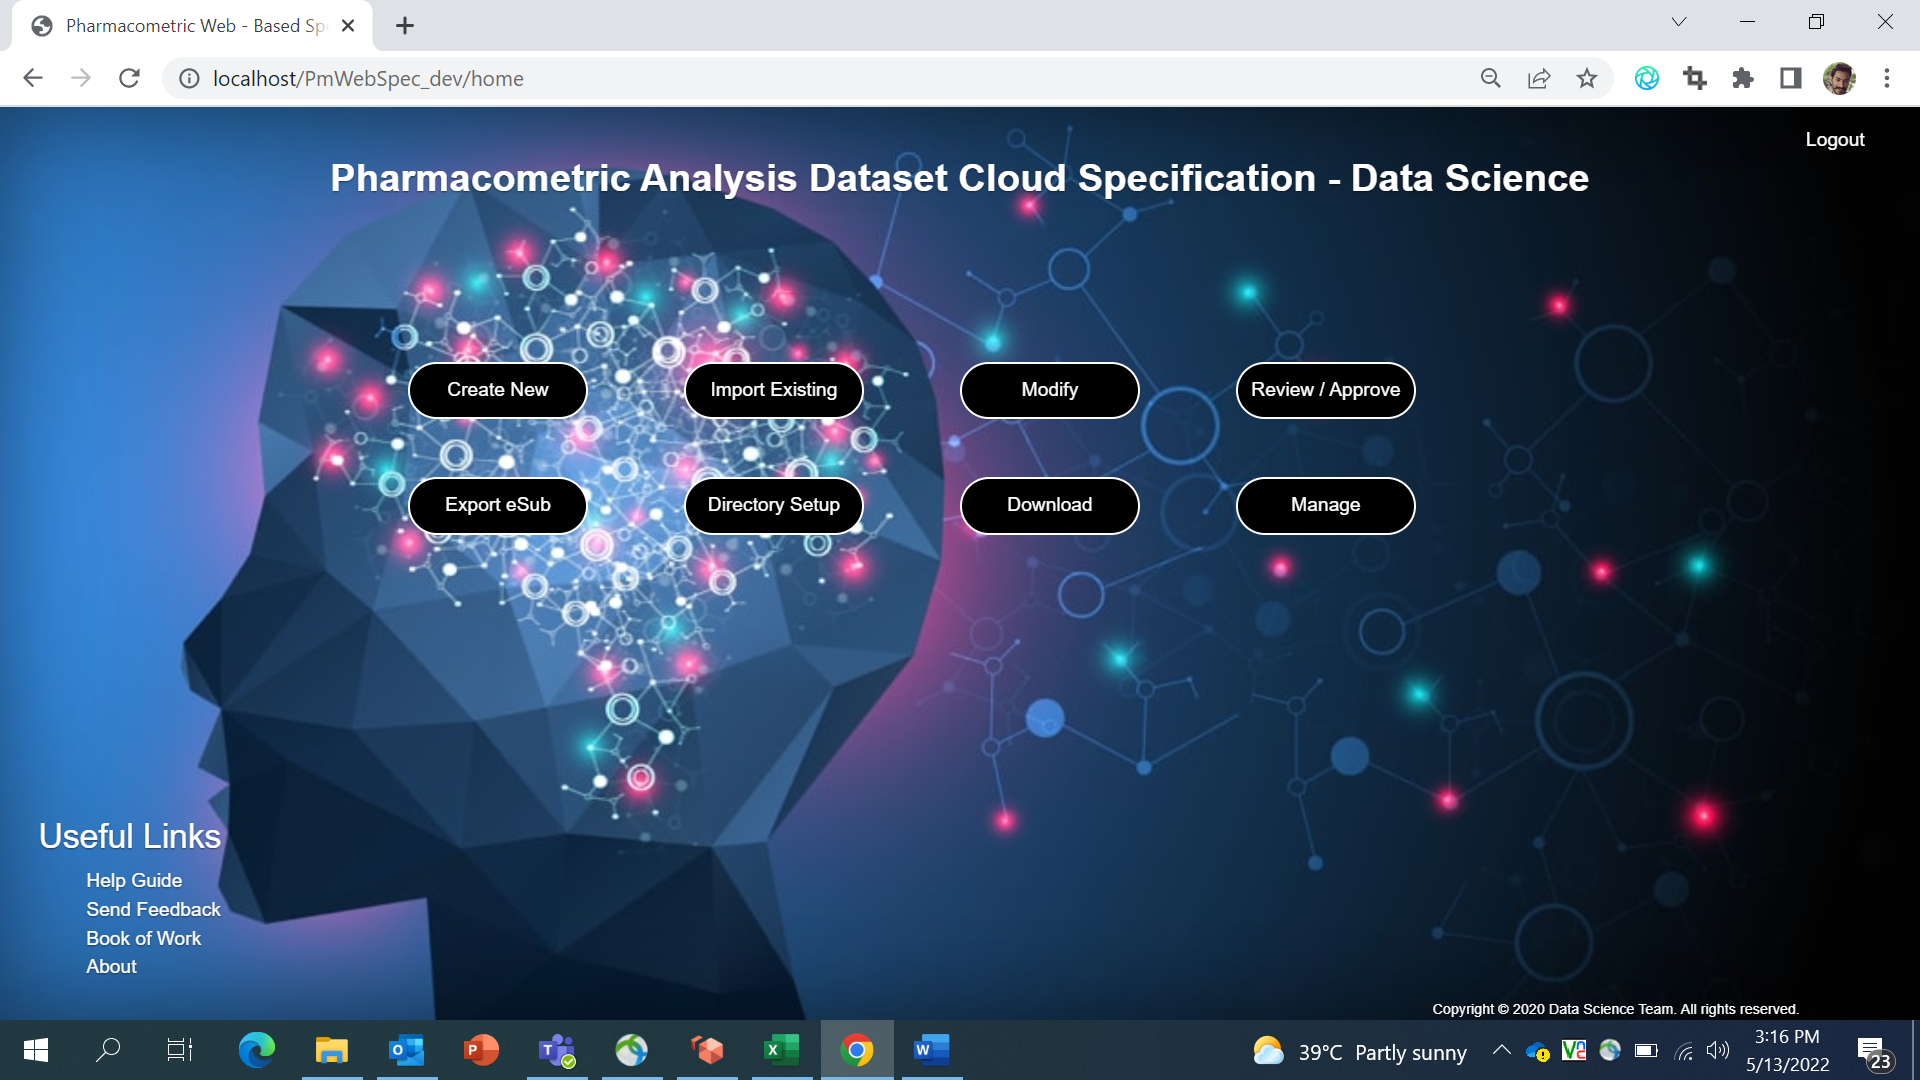 Pharmacometric Web - Based Sp
localhost/PmWebSpec_dev/home
Logout
Pharmacometric Analysis Dataset Cloud Specification - Data Science
Create New
Import Existing
Modify
Review / Approve
Export eSub
Directory Setup
Download
Manage
Useful Links
Help Guide
Send Feedback
Book of Work
About
Copyright © 2020 Data Science Team. All rights reserved.
39°C Partly sunny
3:16 PM
5/13/2022
23